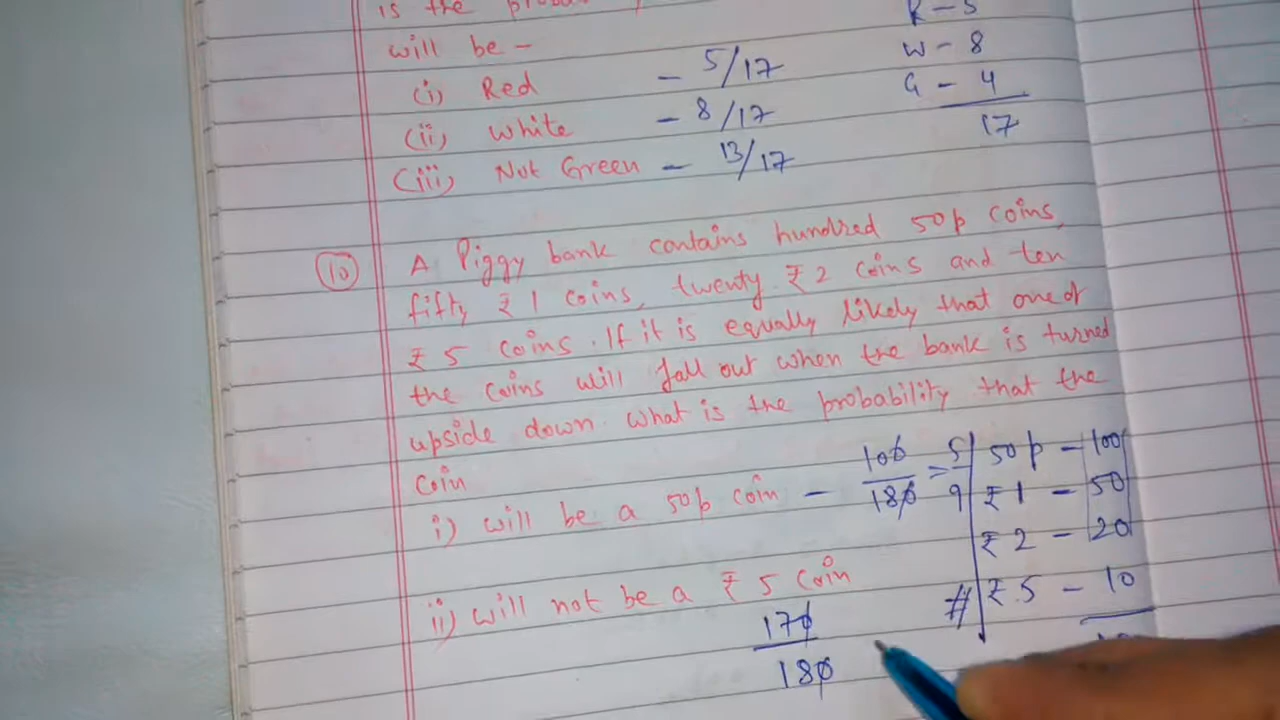 is the
will be - R - 5
(i) Red - 5/17 W - 8
(ii) White - 8/17 G - 4
(iii) Not Green - 13/17 17
(10) A Piggy bank contains hundred 50p coins,
fifty ₹ 1 coins, twenty ₹ 2 coins and ten
₹ 5 coins. If it is equally likely that one of
the coins will fall out when the bank is turned
upside down what is the probability that the
coin
i) will be a 50p coin - 100/180 = 5/9
50p - 100
₹ 1 - 50
₹ 2 - 20
# ₹ 5 - 10
ii) will not be a ₹ 5 coin
170/180